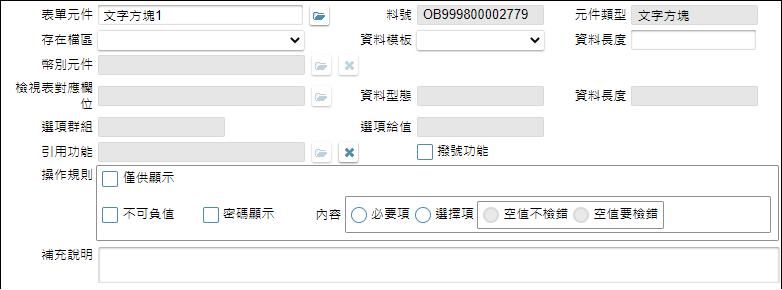 表單元件 文字方塊1 料號 OB999800002779 元件類型 文字方塊
存在檔區 資料模板 資料長度
幣別元件
檢視表對應欄位 資料型態 資料長度
選項群組 選項給值
引用功能 撥號功能
操作規則 僅供顯示
不可負值 密碼顯示 內容 必要項 選擇項 空值不檢錯 空值要檢錯
補充說明